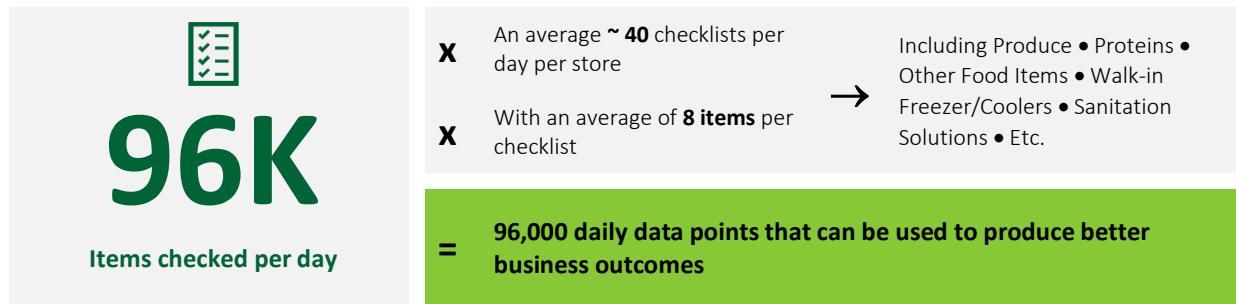 96K
Items checked per day
x An average ~ 40 checklists per
day per store
x With an average of 8 items per
checklist
→
Including Produce ● Proteins ●
Other Food Items ● Walk-in
Freezer/Coolers ● Sanitation
Solutions ● Etc.
= 96,000 daily data points that can be used to produce better
business outcomes